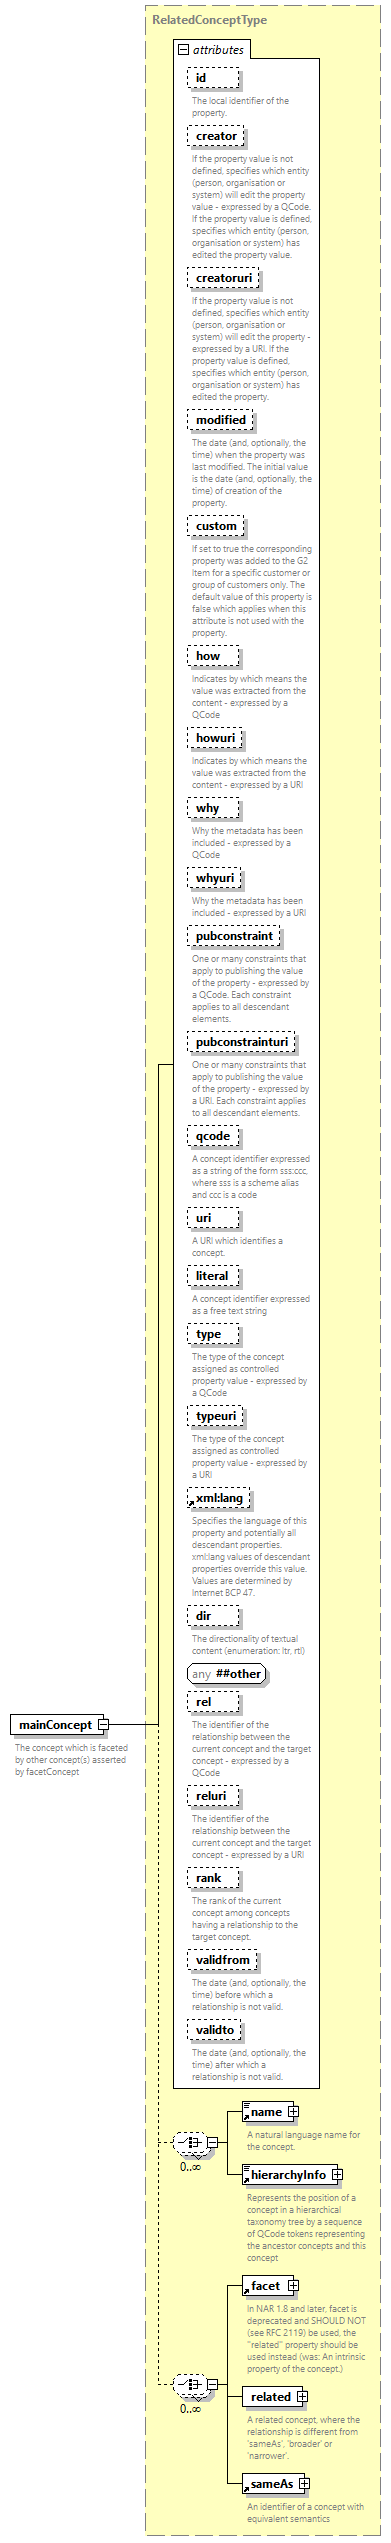 RelatedConceptType
attributes
id
The local identifier of the
property.
creator
If the property value is not
defined, specifies which entity
(person, organisation or
system) will edit the property
value - expressed by a QCode.
If the property value is defined,
specifies which entity (person,
organisation or system) has
edited the property value.
creatoruri
If the property value is not
defined, specifies which entity
(person, organisation or
system) will edit the property -
expressed by a URI. If the
property value is defined,
specifies which entity (person,
organisation or system) has
edited the property.
modified
The date (and, optionally, the
time) when the property was
last modified. The initial value
is the date (and, optionally, the
time) of creation of the
property.
custom
If set to true the corresponding
property was added to the G2
Item for a specific customer or
group of customers only. The
default value of this property is
false which applies when this
attribute is not used with the
property.
how
Indicates by which means the
value was extracted from the
content - expressed by a
QCode
howuri
Indicates by which means the
value was extracted from the
content - expressed by a URI
why
Why the metadata has been
included - expressed by a
QCode
whyuri
Why the metadata has been
included - expressed by a URI
pubconstraint
One or many constraints that
apply to publishing the value
of the property - expressed by
a QCode. Each constraint
applies to all descendant
elements.
pubconstrainturi
One or many constraints that
apply to publishing the value
of the property - expressed by
a URI. Each constraint applies
to all descendant elements.
qcode
A concept identifier expressed
as a string of the form sss:ccc,
where sss is a scheme alias
and ccc is a code
uri
A URI which identifies a
concept.
literal
A concept identifier expressed
as a free text string
type
The type of the concept
assigned as controlled
property value - expressed by
a QCode
typeuri
The type of the concept
assigned as controlled
property value - expressed by
a URI
xml:lang
Specifies the language of this
property and potentially all
descendant properties.
xml:lang values of descendant
properties override this value.
Values are determined by
Internet BCP 47.
dir
The directionality of textual
content (enumeration: ltr, rtl)
any ##other
rel
The identifier of the
relationship between the
current concept and the target
concept - expressed by a
QCode
reluri
The identifier of the
relationship between the
current concept and the target
concept - expressed by a URI
rank
The rank of the current
concept among concepts
having a relationship to the
target concept.
validfrom
The date (and, optionally, the
time) before which a
relationship is not valid.
validto
The date (and, optionally, the
time) after which a
relationship is not valid.
mainConcept
The concept which is faceted
by other concept(s) asserted
by facetConcept
0..∞
name
A natural language name for
the concept.
hierarchyInfo
Represents the position of a
concept in a hierarchical
taxonomy tree by a sequence
of QCode tokens representing
the ancestor concepts and this
concept
0..∞
facet
In NAR 1.8 and later, facet is
deprecated and SHOULD NOT
(see RFC 2119) be used, the
"related" property should be
used instead (was: An intrinsic
property of the concept.)
related
A related concept, where the
relationship is different from
'sameAs', 'broader' or
'narrower'.
sameAs
An identifier of a concept with
equivalent semantics